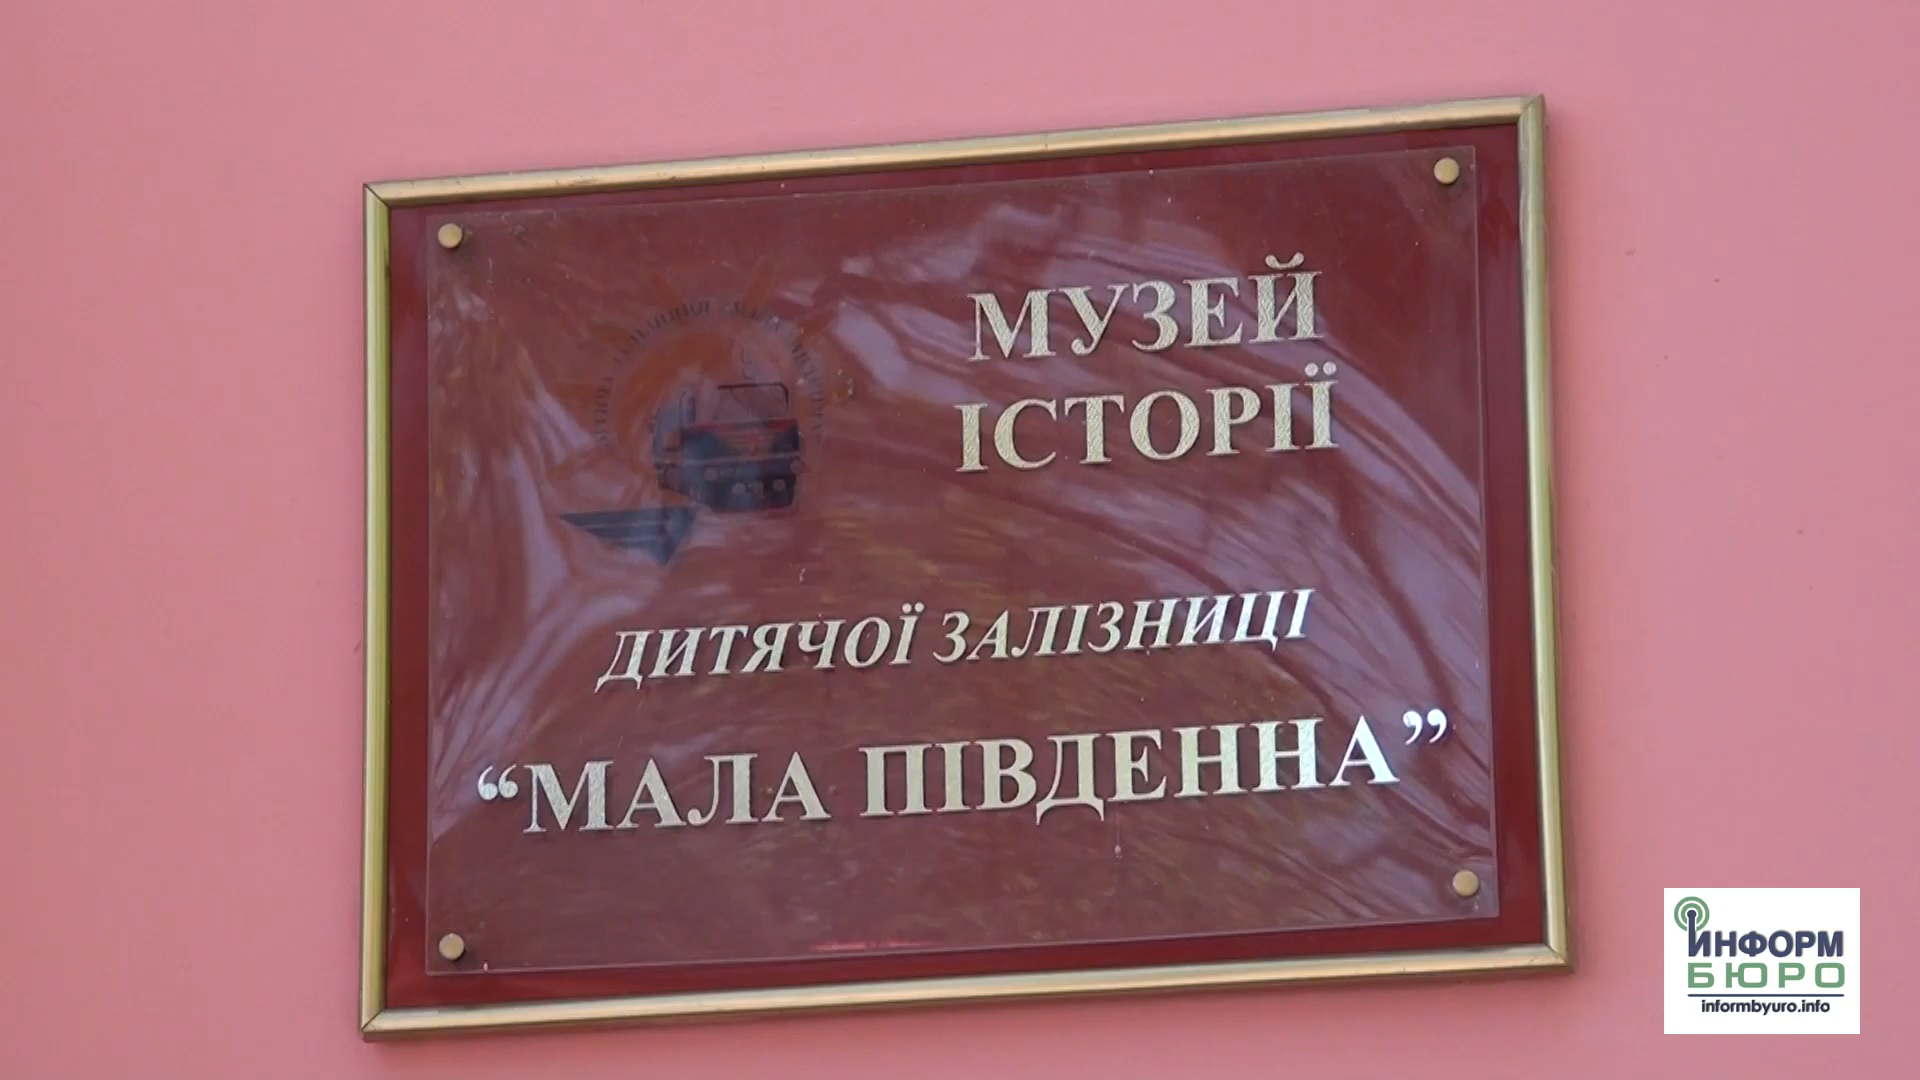 МУЗЕЙ
ІСТОРІЇ
ДИТЯЧОЇ ЗАЛІЗНИЦІ
“МАЛА ПІВДЕННА”
ИНФОРМ
БЮРО
informbyuro.info